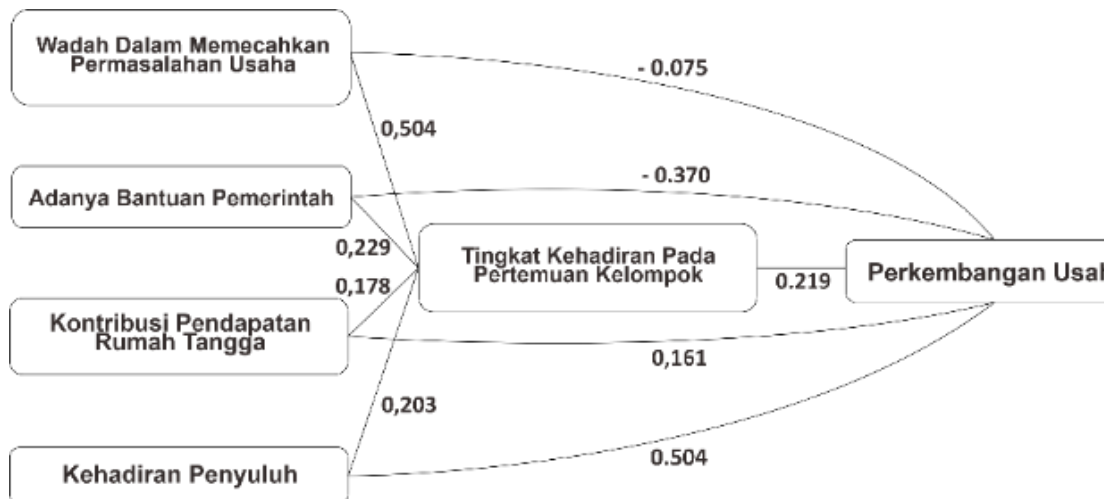 Wadah Dalam Memecahkan
Permasalahan Usaha
- 0.075
0,504
Adanya Bantuan Pemerintah
- 0.370
0,229
Tingkat Kehadiran Pada
Pertemuan Kelompok
0.219
Perkembangan Usah
0,178
Kontribusi Pendapatan
Rumah Tangga
0,161
0,203
Kehadiran Penyuluh
0.504